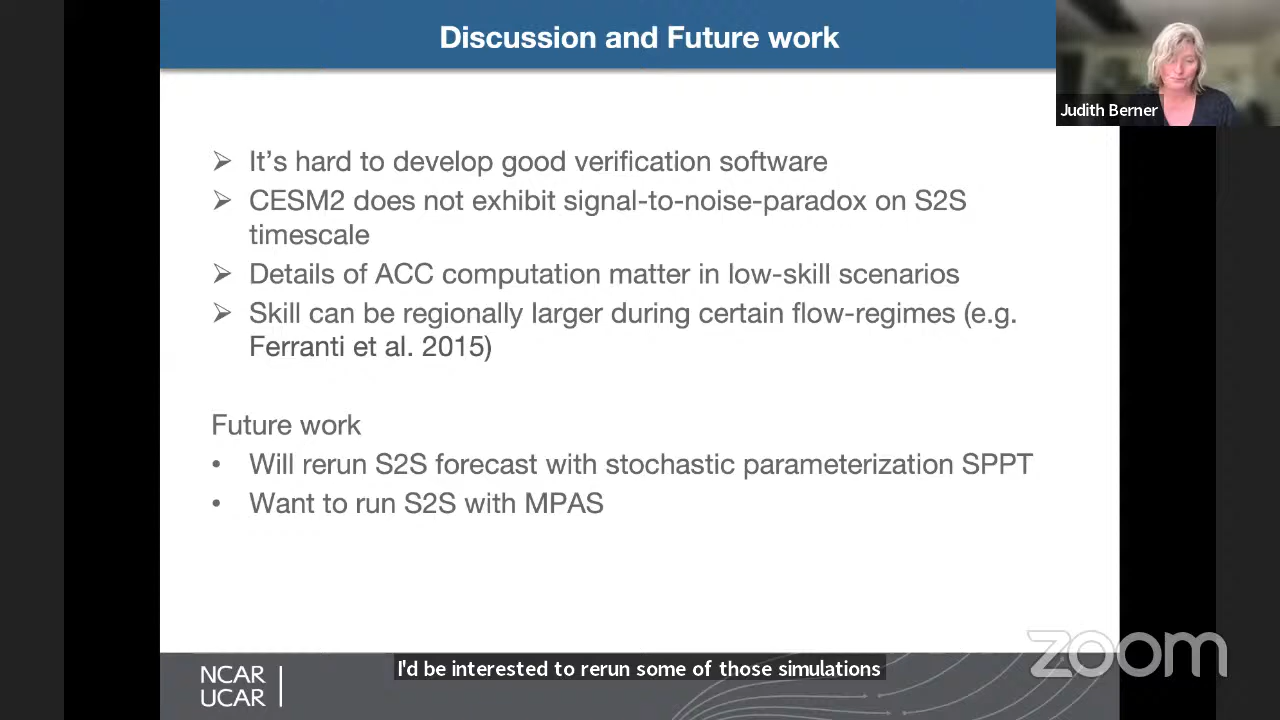 Discussion and Future work
Judith Berner
➢ It's hard to develop good verification software
➢ CESM2 does not exhibit signal-to-noise-paradox on S2S
timescale
➢ Details of ACC computation matter in low-skill scenarios
➢ Skill can be regionally larger during certain flow-regimes (e.g.
Ferranti et al. 2015)
Future work
• Will rerun S2S forecast with stochastic parameterization SPPT
• Want to run S2S with MPAS
zoom
I'd be interested to rerun some of those simulations
NCAR
UCAR